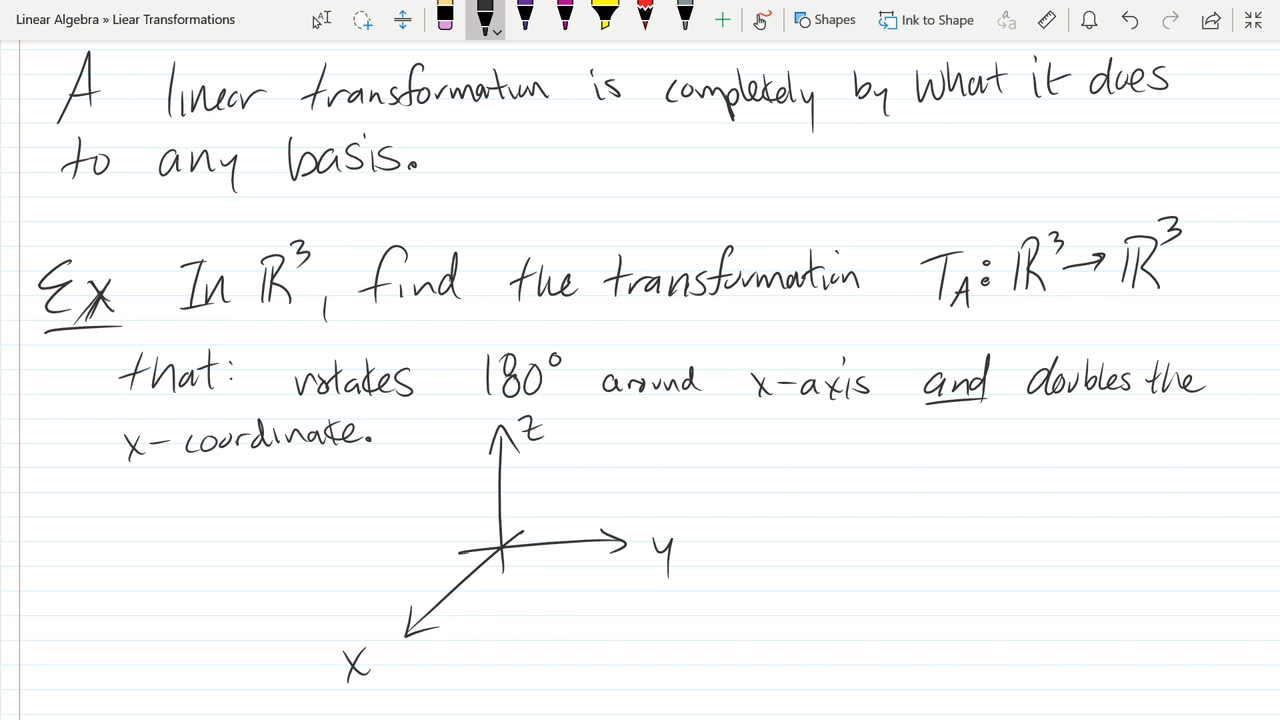 Linear Algebra » Liear Transformations
Shapes
Ink to Shape
A linear transformation is completely by what it does
to any basis.
Ex In ℝ³, find the transformation T_A: ℝ³→ℝ³
that: rotates 180° around x-axis and doubles the
x-coordinate.
z
y
x